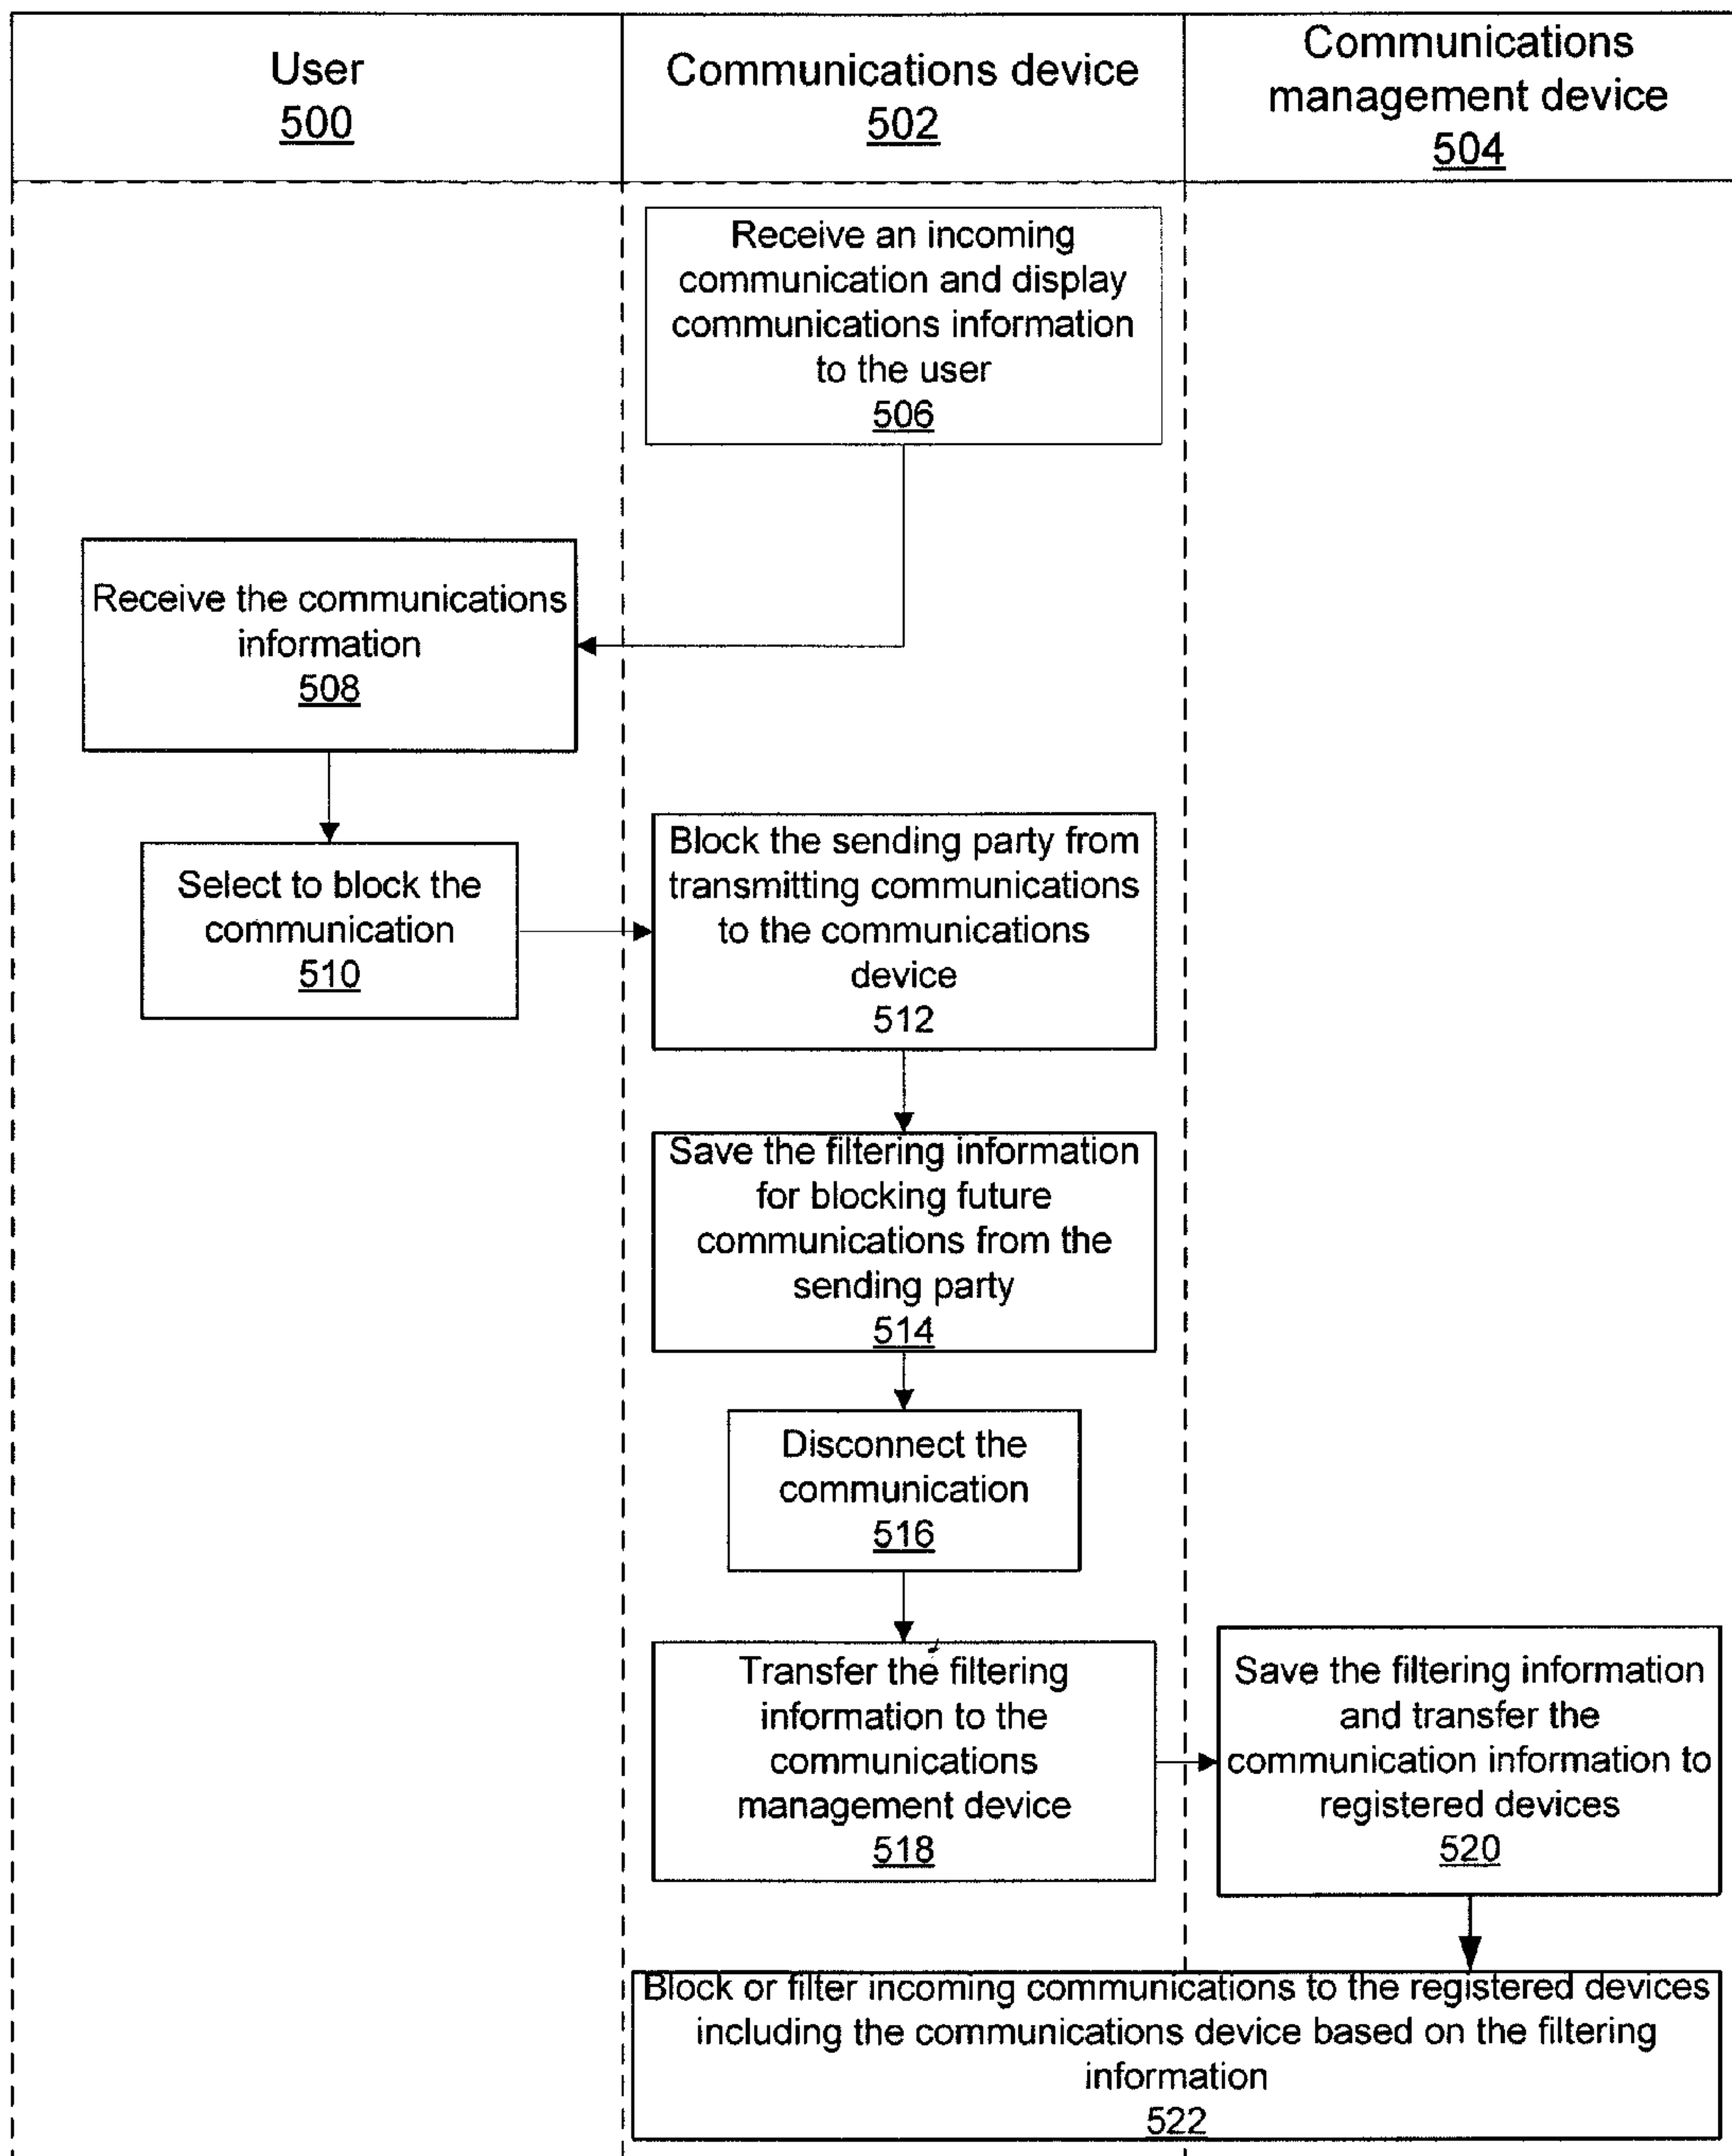 User
500
Communications device
502
Communications
management device
504
Receive an incoming
communication and display
communications information
to the user
506
Receive the communications
information
508
Select to block the
communication
510
Block the sending party from
transmitting communications
to the communications
device
512
Save the filtering information
for blocking future
communications from the
sending party
514
Disconnect the
communication
516
Transfer the filtering
information to the
communications
management device
518
Save the filtering information
and transfer the
communication information to
registered devices
520
Block or filter incoming communications to the registered devices
including the communications device based on the filtering
information
522